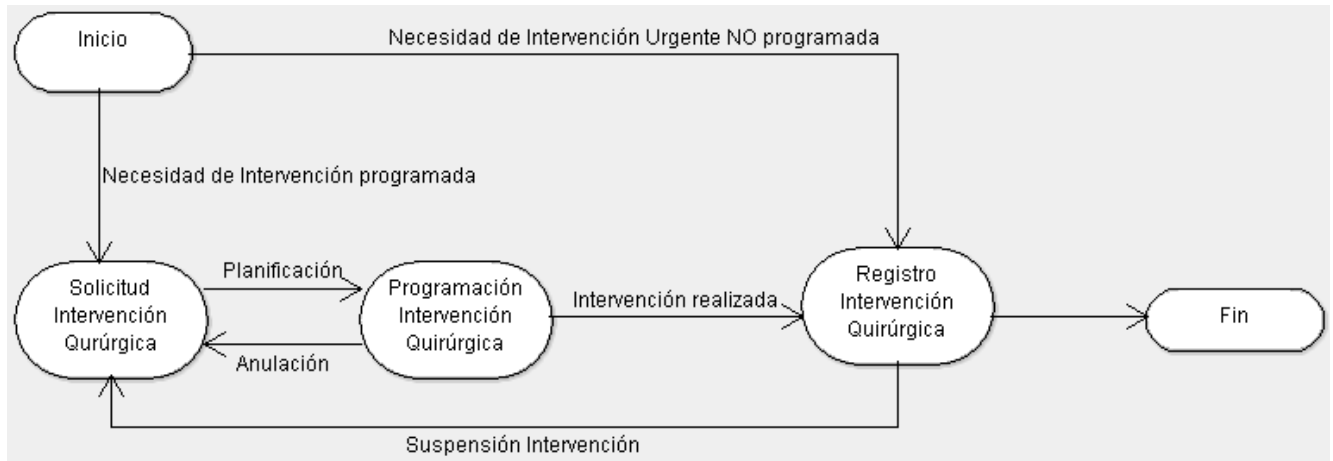 Inicio
Necesidad de Intervención Urgente NO programada
Necesidad de Intervención programada
Solicitud
Intervención
Qurúrgica
Planificación
Anulación
Programación
Intervención
Quirúrgica
Intervención realizada
Registro
Intervención
Quirúrgica
Fin
Suspensión Intervención